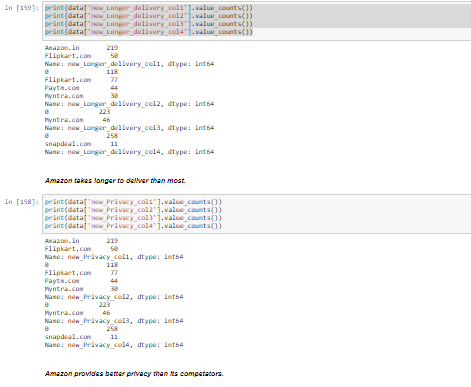 In [159]: print(data['new_Longer_delivery_col1'].value_counts())
print(data['new_Longer_delivery_col2'].value_counts())
print(data['new_Longer_delivery_col3'].value_counts())
print(data['new_Longer_delivery_col4'].value_counts())
Amazon.in 219
Flipkart.com 50
Name: new_Longer_delivery_col1, dtype: int64
0 118
Flipkart.com 77
Paytm.com 44
Myntra.com 30
Name: new_Longer_delivery_col2, dtype: int64
0 223
Myntra.com 46
Name: new_Longer_delivery_col3, dtype: int64
0 258
snapdeal.com 11
Name: new_Longer_delivery_col4, dtype: int64
Amazon takes longer to deliver than most.
In [158]: print(data['new_Privacy_col1'].value_counts())
print(data['new_Privacy_col2'].value_counts())
print(data['new_Privacy_col3'].value_counts())
print(data['new_Privacy_col4'].value_counts())
Amazon.in 219
Flipkart.com 50
Name: new_Privacy_col1, dtype: int64
0 118
Flipkart.com 77
Paytm.com 44
Myntra.com 30
Name: new_Privacy_col2, dtype: int64
0 223
Myntra.com 46
Name: new_Privacy_col3, dtype: int64
0 258
snapdeal.com 11
Name: new_Privacy_col4, dtype: int64
Amazon provides better privacy than its competators.